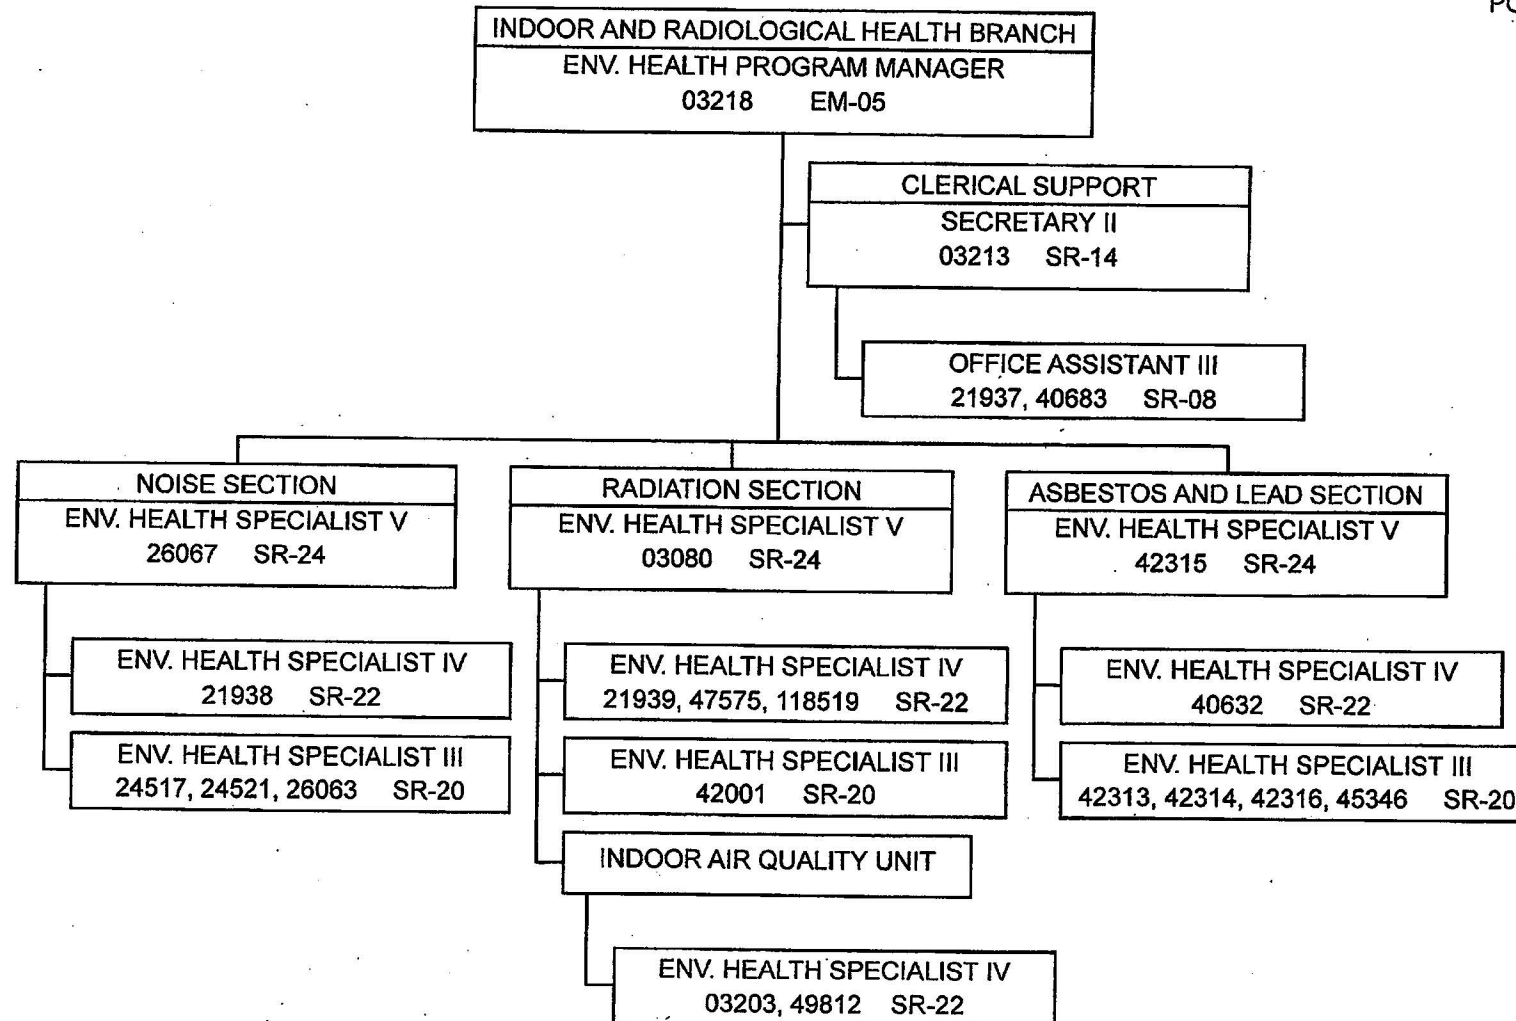 PO
INDOOR AND RADIOLOGICAL HEALTH BRANCH
ENV. HEALTH PROGRAM MANAGER
03218 EM-05
CLERICAL SUPPORT
SECRETARY II
03213 SR-14
OFFICE ASSISTANT III
21937, 40683 SR-08
NOISE SECTION
ENV. HEALTH SPECIALIST V
26067 SR-24
ENV. HEALTH SPECIALIST IV
21938 SR-22
ENV. HEALTH SPECIALIST III
24517, 24521, 26063 SR-20
RADIATION SECTION
ENV. HEALTH SPECIALIST V
03080 SR-24
ENV. HEALTH SPECIALIST IV
21939, 47575, 118519 SR-22
ENV. HEALTH SPECIALIST III
42001 SR-20
INDOOR AIR QUALITY UNIT
ENV. HEALTH SPECIALIST IV
03203, 49812 SR-22
ASBESTOS AND LEAD SECTION
ENV. HEALTH SPECIALIST V
42315 SR-24
ENV. HEALTH SPECIALIST IV
40632 SR-22
ENV. HEALTH SPECIALIST III
42313, 42314, 42316, 45346 SR-20